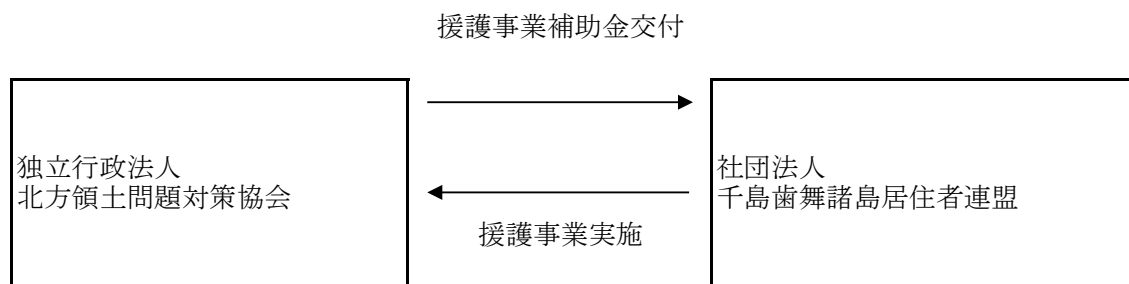 援護事業補助金交付
独立行政法人
北方領土問題対策協会
社団法人
千島歯舞諸島居住者連盟
援護事業実施